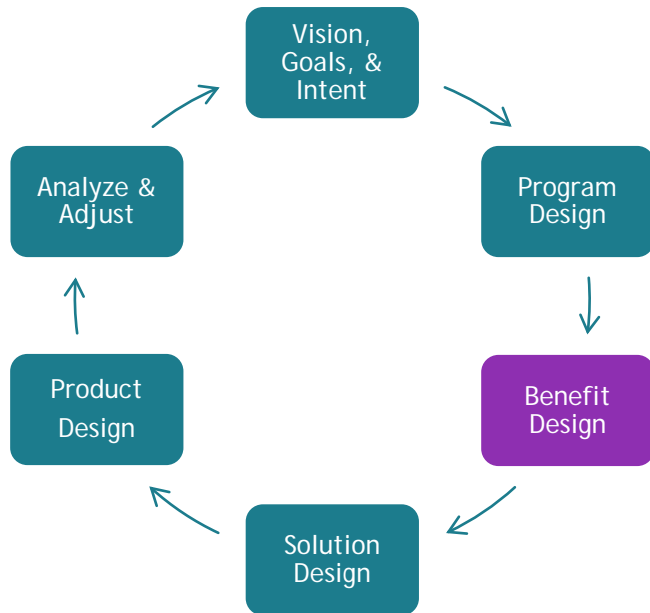 Vision,
Goals, &
Intent
Program
Design
Benefit
Design
Solution
Design
Product
Design
Analyze &
Adjust